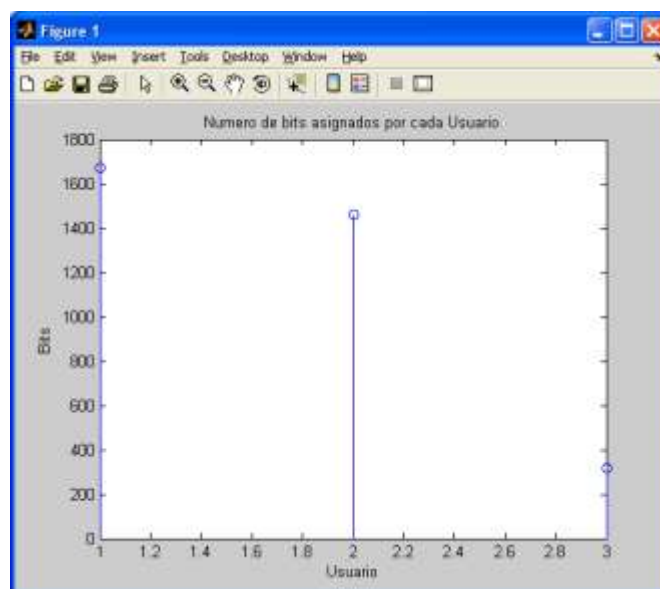 Figure 1
File Edit View Insert Tools Desktop Window Help
Numero de bits asignados por cada Usuario
1800
1600
1400
1200
1000
800
600
400
200
0
Bits
1 1.2 1.4 1.6 1.8 2 2.2 2.4 2.6 2.8 3
Usuario